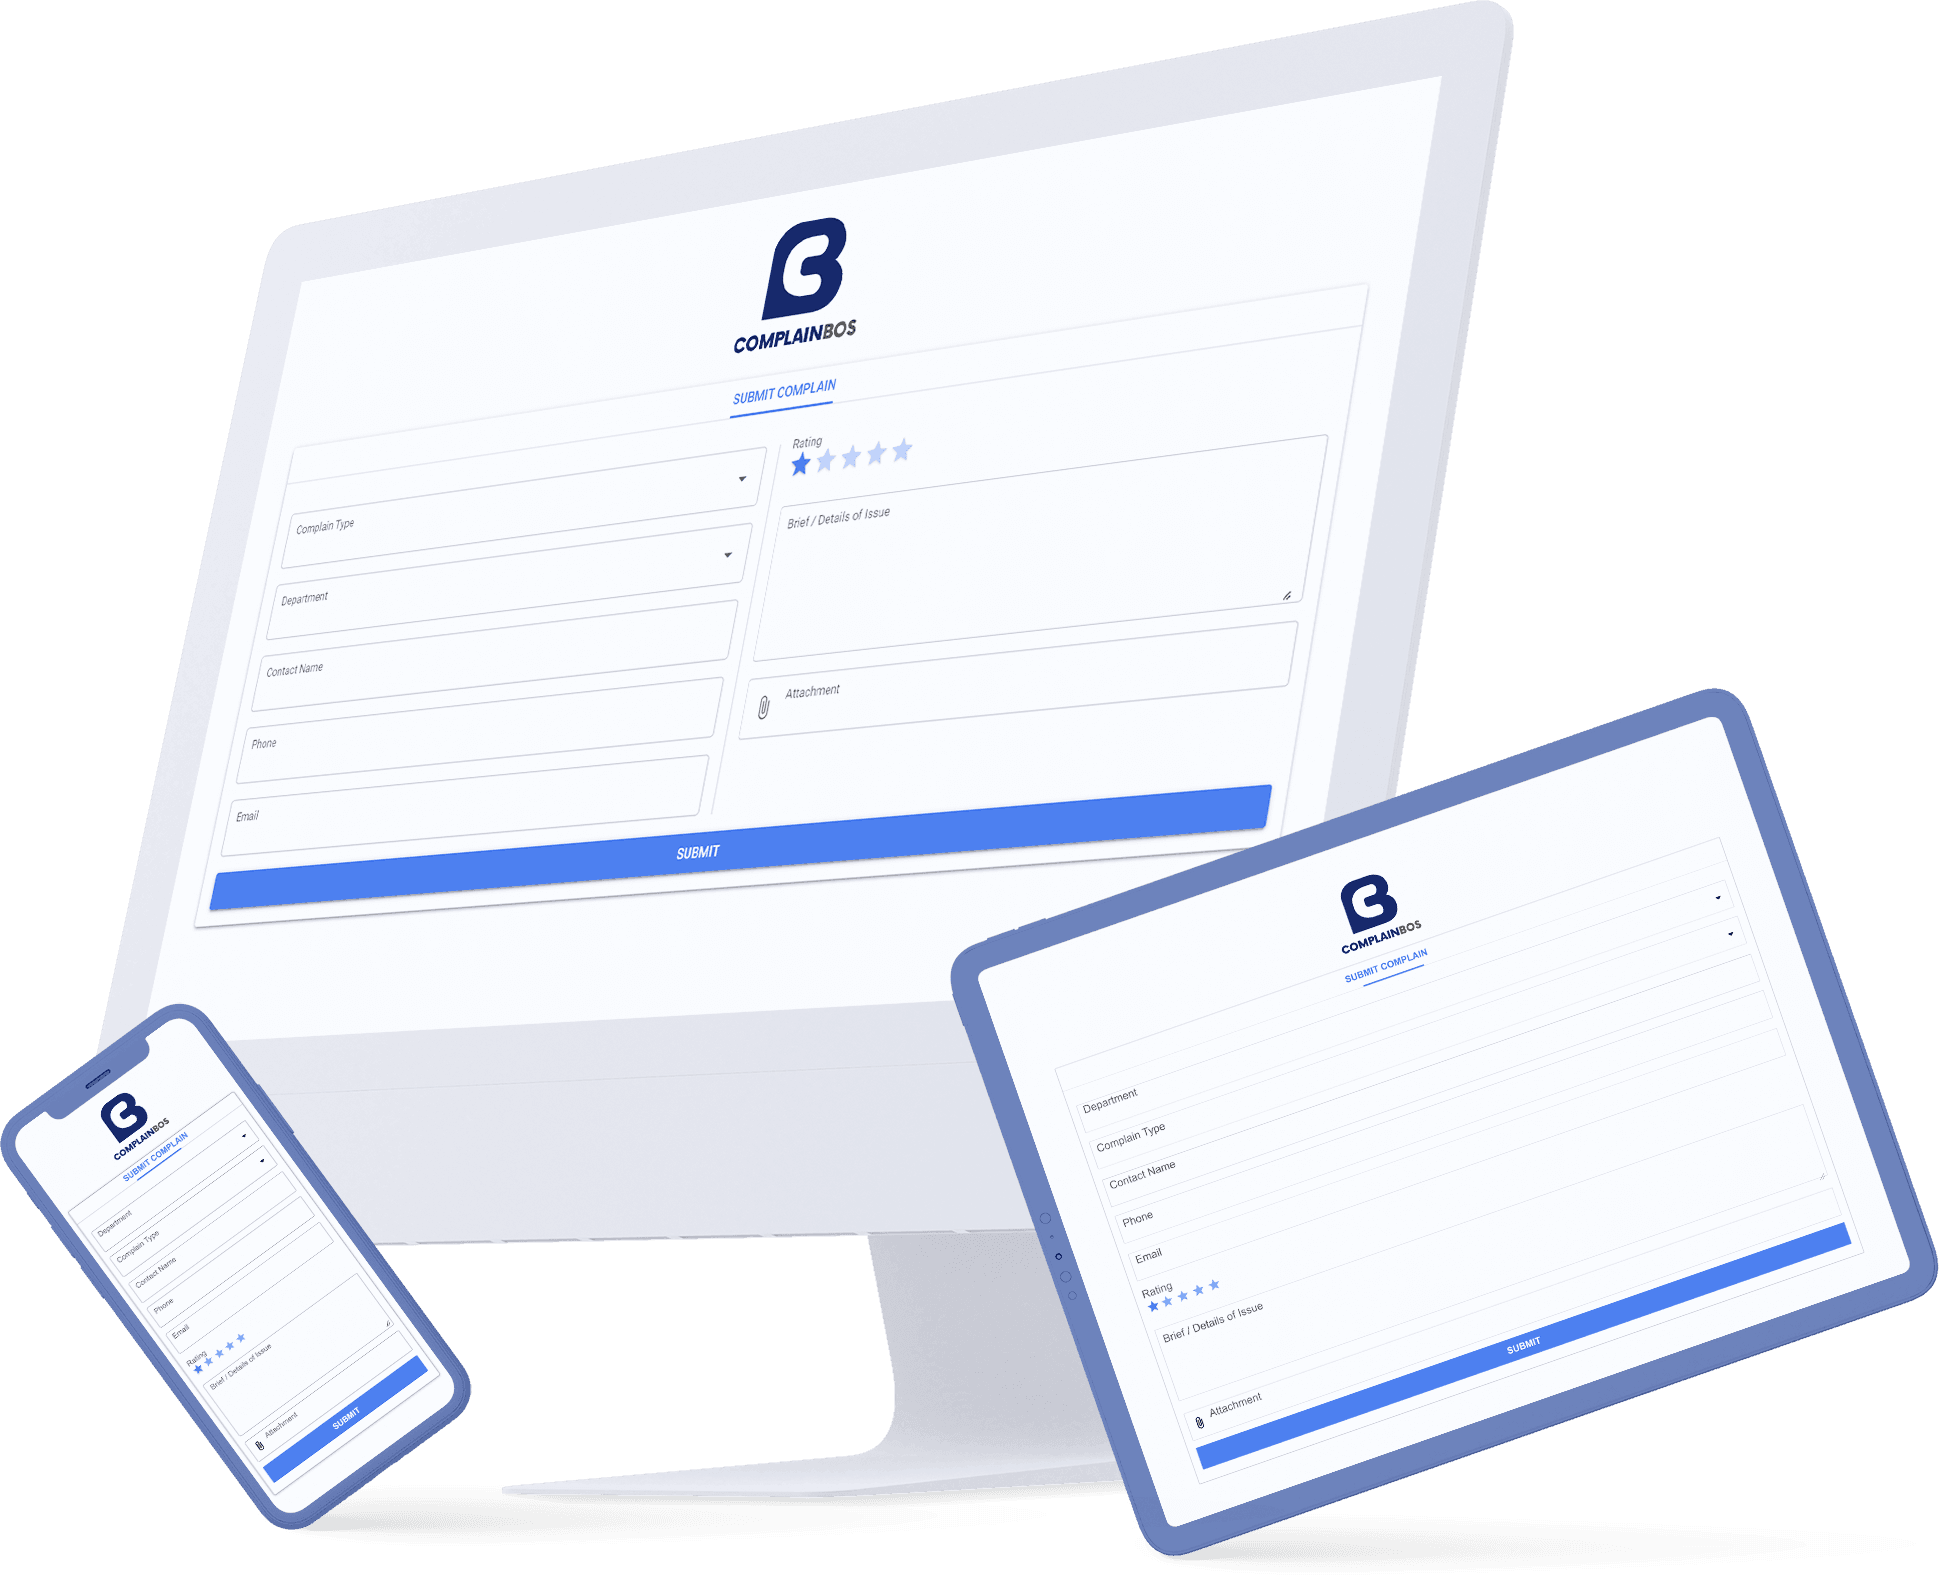 COMPLAINBOS
SUBMIT COMPLAIN
Complain Type
Department
Contact Name
Phone
Email
Rating
Brief / Details of Issue
Attachment
SUBMIT
COMPLAINBOS
SUBMIT COMPLAIN
Department
Complain Type
Contact Name
Phone
Email
Rating
Brief / Details of Issue
Attachment
SUBMIT
COMPLAINBOS
SUBMIT COMPLAIN
Department
Complain Type
Contact Name
Phone
Email
Rating
Brief / Details of Issue
Attachment
SUBMIT